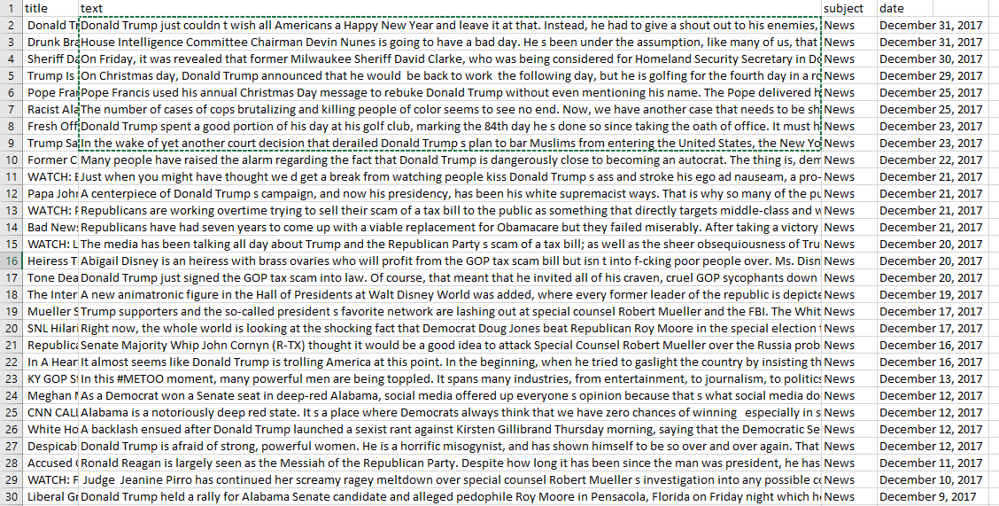 1 title text subject date
2 Donald Tr Donald Trump just couldn t wish all Americans a Happy New Year and leave it at that. Instead, he had to give a shout out to his enemies, News December 31, 2017
3 Drunk Bra House Intelligence Committee Chairman Devin Nunes is going to have a bad day. He s been under the assumption, like many of us, that News December 31, 2017
4 Sheriff Da On Friday, it was revealed that former Milwaukee Sheriff David Clarke, who was being considered for Homeland Security Secretary in Do News December 30, 2017
5 Trump Is On Christmas day, Donald Trump announced that he would be back to work the following day, but he is golfing for the fourth day in a ro News December 29, 2017
6 Pope Fran Pope Francis used his annual Christmas Day message to rebuke Donald Trump without even mentioning his name. The Pope delivered h News December 25, 2017
7 Racist Ala The number of cases of cops brutalizing and killing people of color seems to see no end. Now, we have another case that needs to be sh News December 25, 2017
8 Fresh Off Donald Trump spent a good portion of his day at his golf club, marking the 84th day he s done so since taking the oath of office. It must h News December 23, 2017
9 Trump Sa In the wake of yet another court decision that derailed Donald Trump s plan to bar Muslims from entering the United States, the New Yo News December 23, 2017
10 Former C Many people have raised the alarm regarding the fact that Donald Trump is dangerously close to becoming an autocrat. The thing is, dem News December 22, 2017
11 WATCH: Just when you might have thought we d get a break from watching people kiss Donald Trump s ass and stroke his ego ad nauseam, a pro- News December 21, 2017
12 Papa John A centerpiece of Donald Trump s campaign, and now his presidency, has been his white supremacist ways. That is why so many of the pu News December 21, 2017
13 WATCH: Republicans are working overtime trying to sell their scam of a tax bill to the public as something that directly targets middle-class and w News December 21, 2017
14 Bad News Republicans have had seven years to come up with a viable replacement for Obamacare but they failed miserably. After taking a victory News December 21, 2017
15 WATCH: L The media has been talking all day about Trump and the Republican Party s scam of a tax bill; as well as the sheer obsequiousness of Tru News December 20, 2017
16 Heiress T Abigail Disney is an heiress with brass ovaries who will profit from the GOP tax scam bill but isn t into f-cking poor people over. Ms. Disn News December 20, 2017
17 Tone Dea Donald Trump just signed the GOP tax scam into law. Of course, that meant that he invited all of his craven, cruel GOP sycophants down News December 20, 2017
18 The Inter A new animatronic figure in the Hall of Presidents at Walt Disney World was added, where every former leader of the republic is depicte News December 19, 2017
19 Mueller S Trump supporters and the so-called president s favorite network are lashing out at special counsel Robert Mueller and the FBI. The Whit News December 17, 2017
20 SNL Hilari Right now, the whole world is looking at the shocking fact that Democrat Doug Jones beat Republican Roy Moore in the special election News December 17, 2017
21 Republica Senate Majority Whip John Cornyn (R-TX) thought it would be a good idea to attack Special Counsel Robert Mueller over the Russia prob News December 16, 2017
22 In A Hear It almost seems like Donald Trump is trolling America at this point. In the beginning, when he tried to gaslight the country by insisting th News December 16, 2017
23 KY GOP S In this #METOO moment, many powerful men are being toppled. It spans many industries, from entertainment, to journalism, to politics News December 13, 2017
24 Meghan As a Democrat won a Senate seat in deep-red Alabama, social media offered up everyone s opinion because that s what social media do News December 12, 2017
25 CNN CALL Alabama is a notoriously deep red state. It s a place where Democrats always think that we have zero chances of winning especially in s News December 12, 2017
26 White Ho A backlash ensued after Donald Trump launched a sexist rant against Kirsten Gillibrand Thursday morning, saying that the Democratic Se News December 12, 2017
27 Despicab Donald Trump is afraid of strong, powerful women. He is a horrific misogynist, and has shown himself to be so over and over again. That News December 12, 2017
28 Accused Ronald Reagan is largely seen as the Messiah of the Republican Party. Despite how long it has been since the man was president, he has News December 11, 2017
29 WATCH: F Judge Jeanine Pirro has continued her screamy ragey meltdown over special counsel Robert Mueller s investigation into any possible co News December 10, 2017
30 Liberal Gr Donald Trump held a rally for Alabama Senate candidate and alleged pedophile Roy Moore in Pensacola, Florida on Friday night which h News December 9, 2017